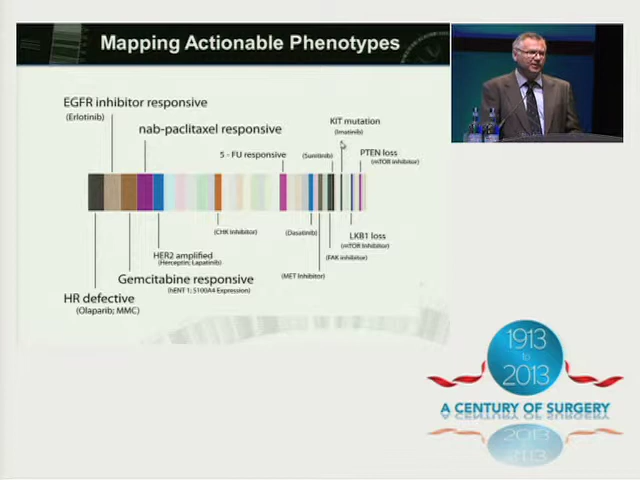 Mapping Actionable Phenotypes
EGFR inhibitor responsive
(Erlotinib)
nab-paclitaxel responsive
KIT mutation
(Imatinib)
5 - FU responsive
(Sunitinib)
PTEN loss
(mTOR Inhibitor)
(CHK Inhibitor)
(Dasatinib)
LKB1 loss
(mTOR Inhibitor)
HER2 amplified
(Herceptin; Lapatinib)
(FAK inhibitor)
(MET Inhibitor)
Gemcitabine responsive
(hENT 1; S100A4 Expression)
HR defective
(Olaparib; MMC)
1913
to
2013
A CENTURY OF SURGERY